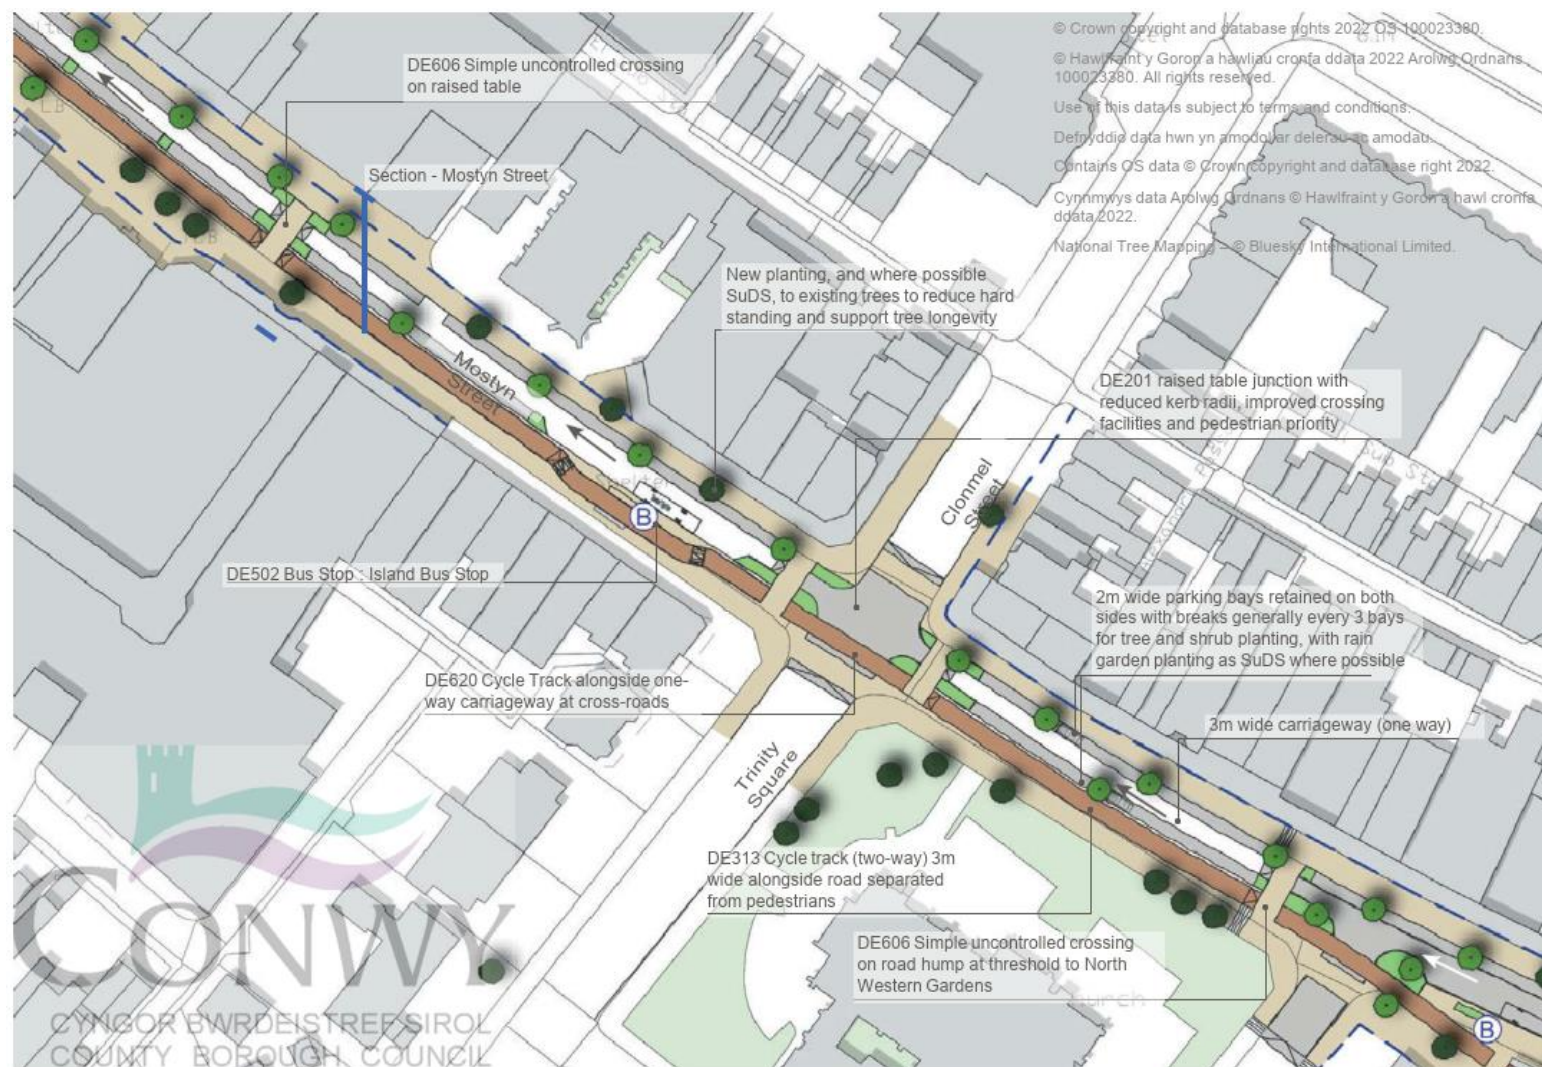 © Crown copyright and database rights 2022 OS 100023380.
© Hawlfraint y Goron a hawliau cronfa ddata 2022 Arolwg Ordnans
100023380. All rights reserved.
Use of this data is subject to terms and conditions.
Defnyddio data hwn yn amodol ar delerau ac amodau.
Contains OS data © Crown copyright and database right 2022.
Cynnmwys data Arolwg Ordnans © Hawlfraint y Goron a hawl cronfa
ddata 2022.
National Tree Mapping – © Bluesky International Limited.
DE606 Simple uncontrolled crossing
on raised table
Section - Mostyn Street
New planting, and where possible
SuDS, to existing trees to reduce hard
standing and support tree longevity
Mostyn
Street
DE201 raised table junction with
reduced kerb radii, improved crossing
facilities and pedestrian priority
Clonmel
Street
B
DE502 Bus Stop : Island Bus Stop
2m wide parking bays retained on both
sides with breaks generally every 3 bays
for tree and shrub planting, with rain
garden planting as SuDS where possible
DE620 Cycle Track alongside one-
way carriageway at cross-roads
3m wide carriageway (one way)
Trinity
Square
DE313 Cycle track (two-way) 3m
wide alongside road separated
from pedestrians
DE606 Simple uncontrolled crossing
on road hump at threshold to North
Western Gardens
B
CONWY
CYNGOR BWRDEISTREF SIROL
COUNTY BOROUGH COUNCIL